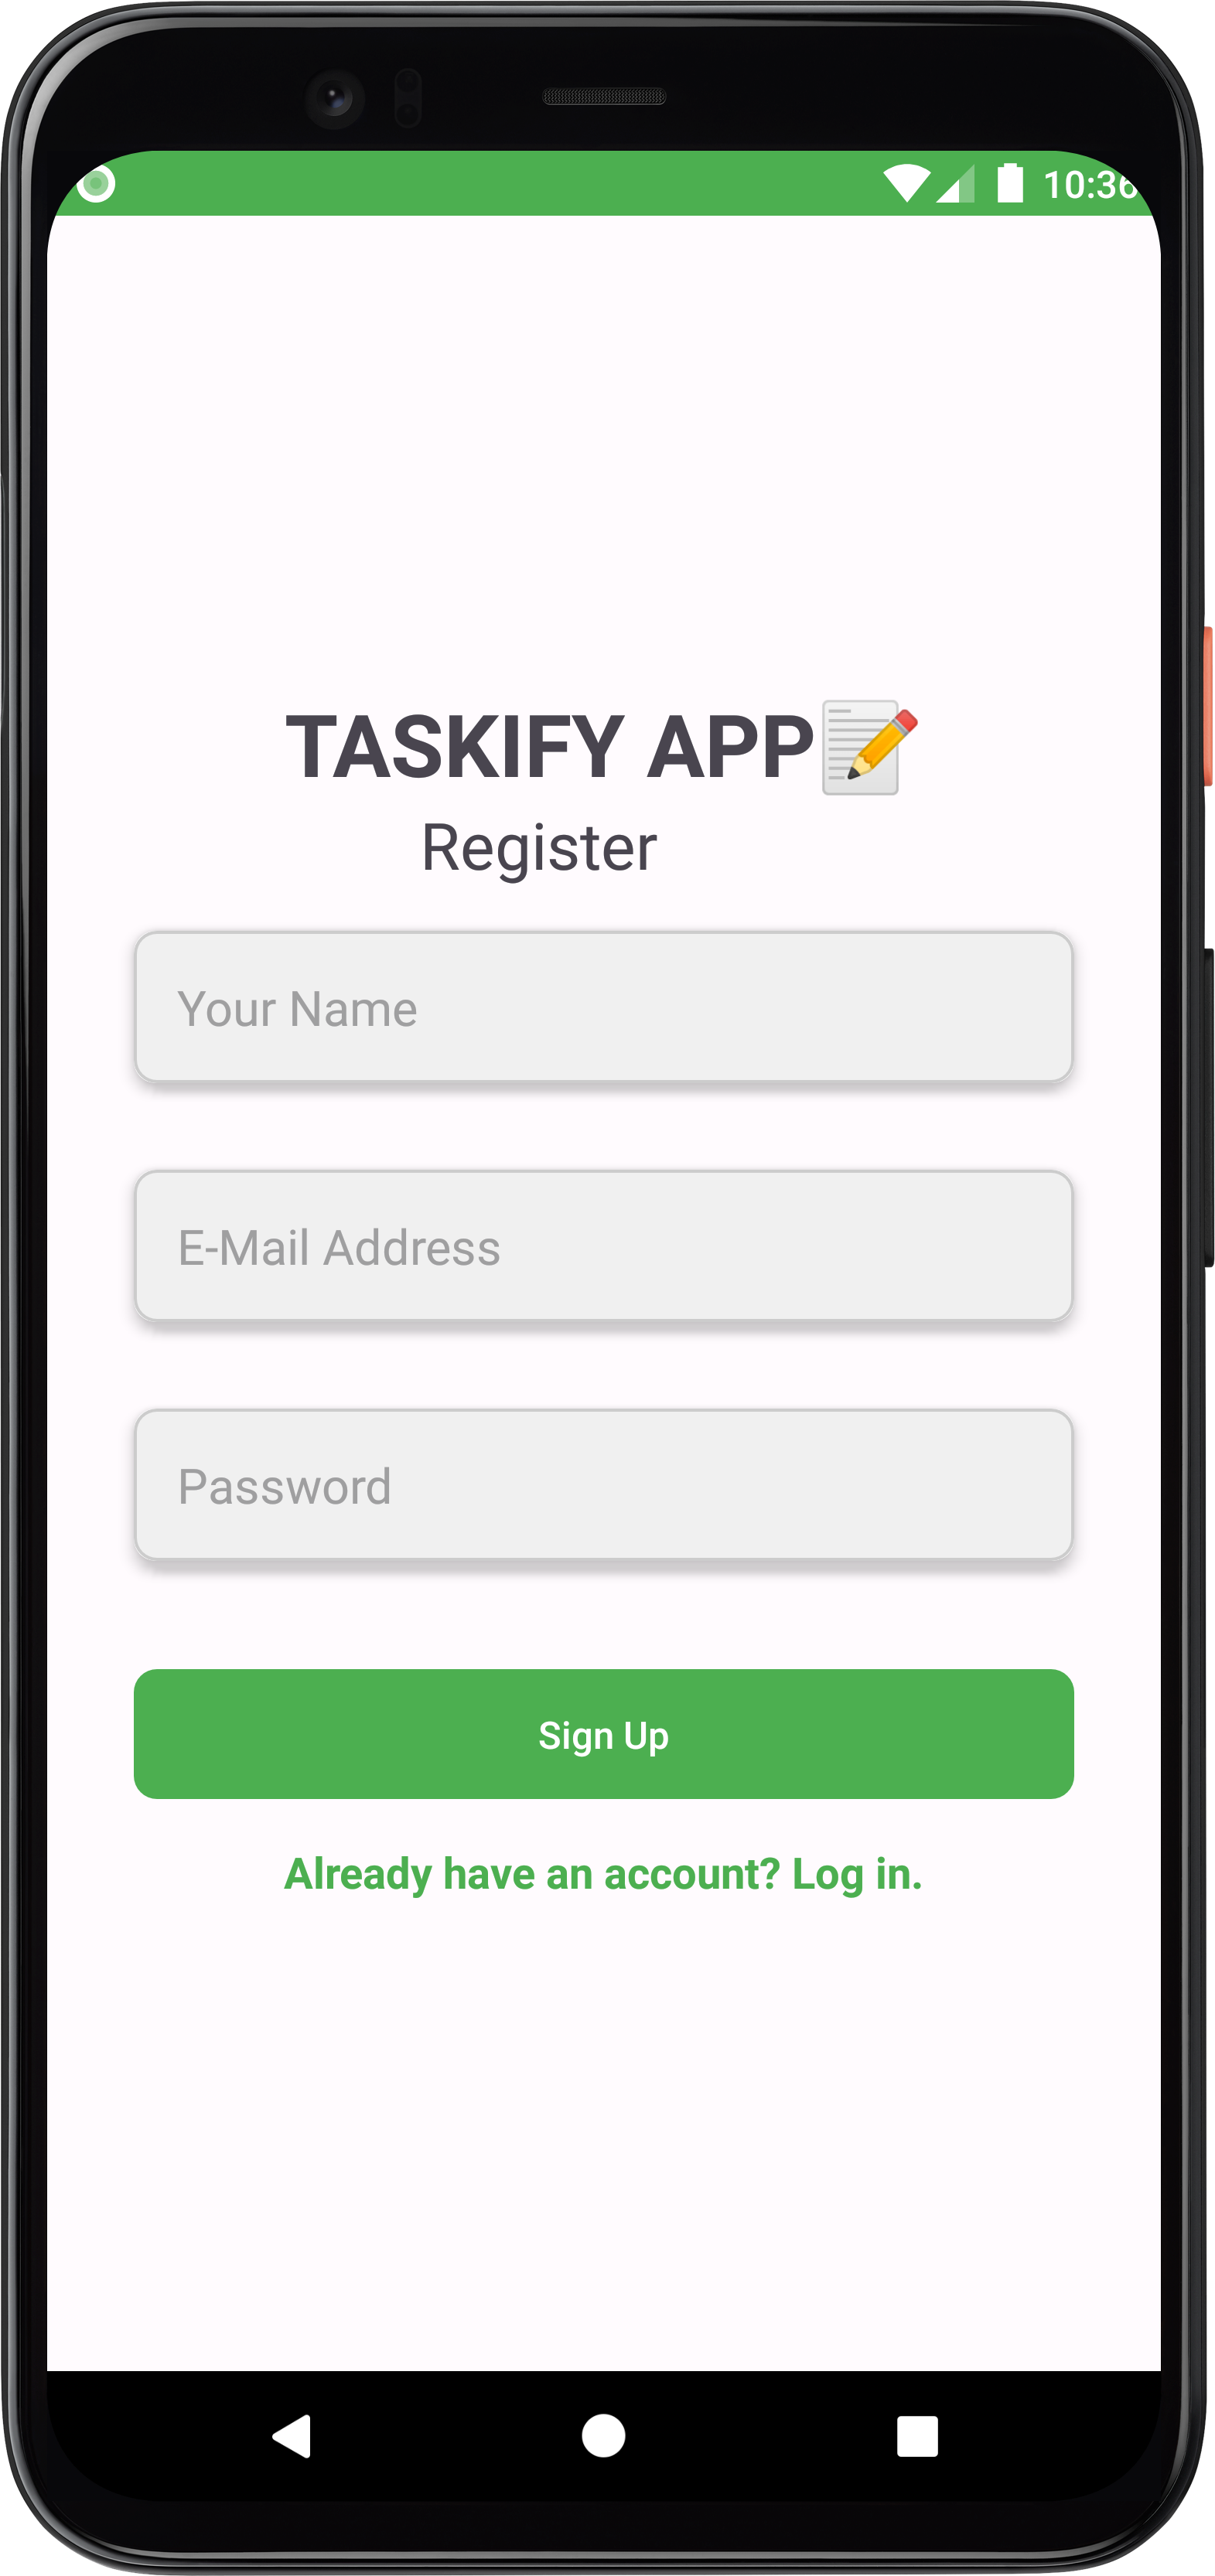 10:36
TASKIFY APP📝
Register
Your Name
E-Mail Address
Password
Sign Up
Already have an account? Log in.